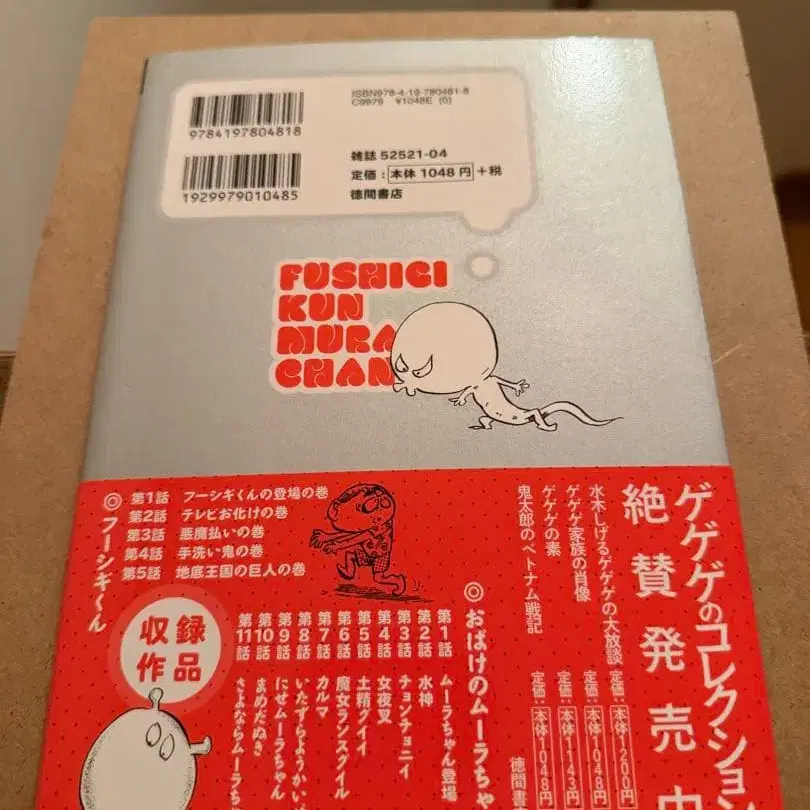 ISBN978-4-19-780481-8
C9979 ¥1048E (0)
9784197804818
雑誌 52521-04
定価：本体 1048 円＋税
1929979010485
徳間書店
FUSHIGI
KUN
MURA
CHAN
◎フーシギくん
第1話 フーシギくんの登場の巻
第2話 テレビお化けの巻
第3話 悪魔払いの巻
第4話 手洗い鬼の巻
第5話 地底王国の巨人の巻
収録
作品
◎おばけのムーラちゃ
第1話 ムーラちゃん登場
第2話 水神
第3話 チョンチョニイ
第4話 女夜叉
第5話 土精グイイ
第6話 魔女ランスグイル
第7話 カルマ
第8話 いたずらようかい
第9話 にせムーラちゃん
第10話 まめだぬき
第11話 さよならムーラちゃ
ゲゲゲのコレクション
絶賛発売中
水木しげるゲゲゲの大放談 定価：本体1200円
ゲゲゲ家族の肖像 定価：本体1048円
ゲゲゲの素 定価：本体1143円
鬼太郎のベトナム戦記 定価：本体1048円
徳間書